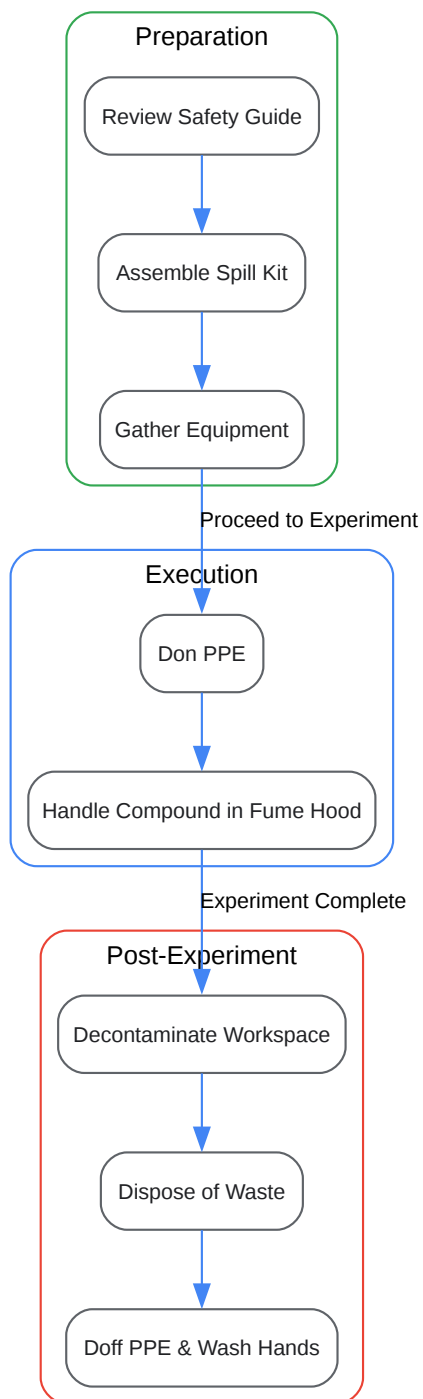 Preparation
Review Safety Guide
Assemble Spill Kit
Gather Equipment
Proceed to Experiment
Execution
Don PPE
Handle Compound in Fume Hood
Experiment Complete
Post-Experiment
Decontaminate Workspace
Dispose of Waste
Doff PPE & Wash Hands